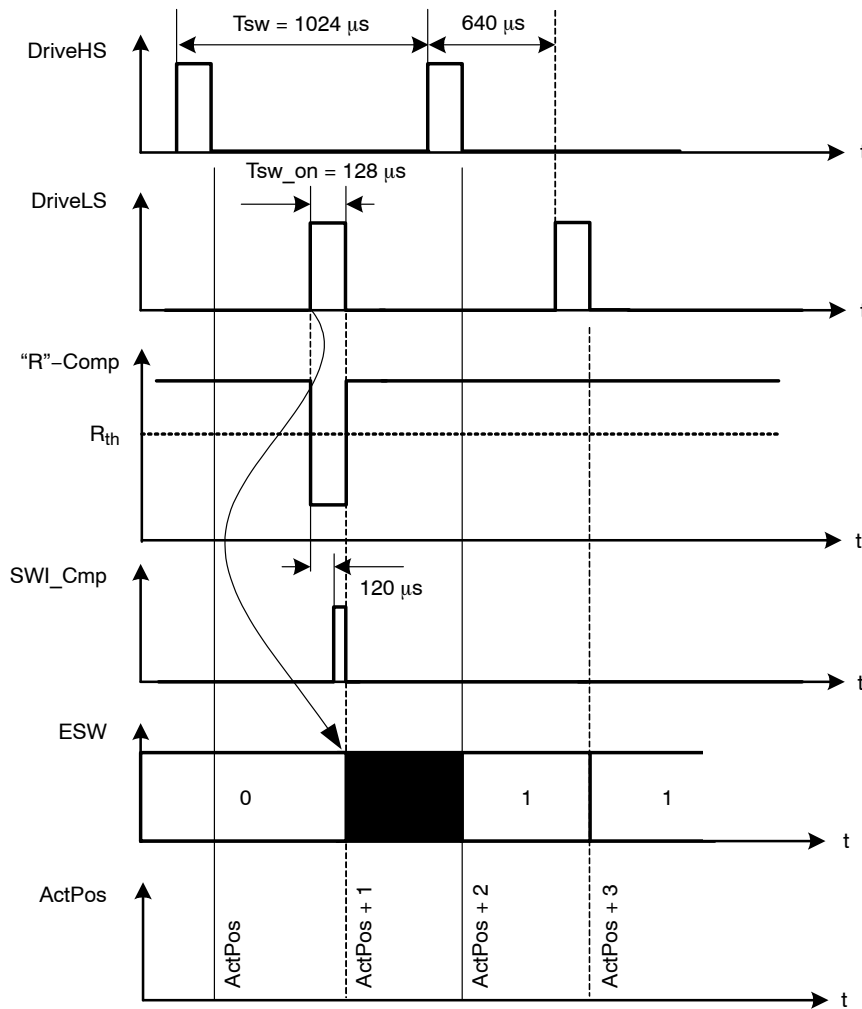 Tsw = 1024 μs
640 μs
DriveHS
t
Tsw_on = 128 μs
DriveLS
t
“R”−Comp
Rth
t
SWI_Cmp
120 μs
t
ESW
0
1
1
t
ActPos
ActPos
ActPos + 1
ActPos + 2
ActPos + 3
t